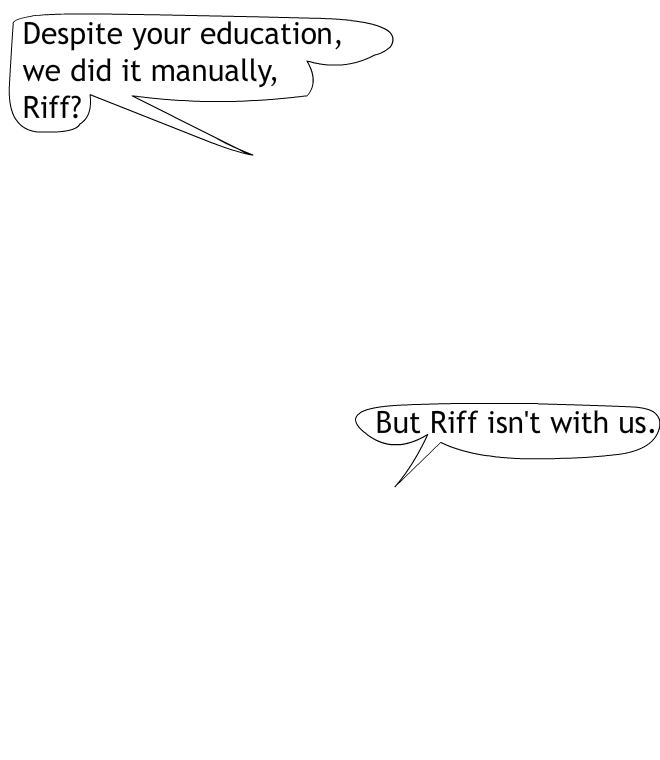 Despite your education,
we did it manually,
Riff?
But Riff isn't with us.